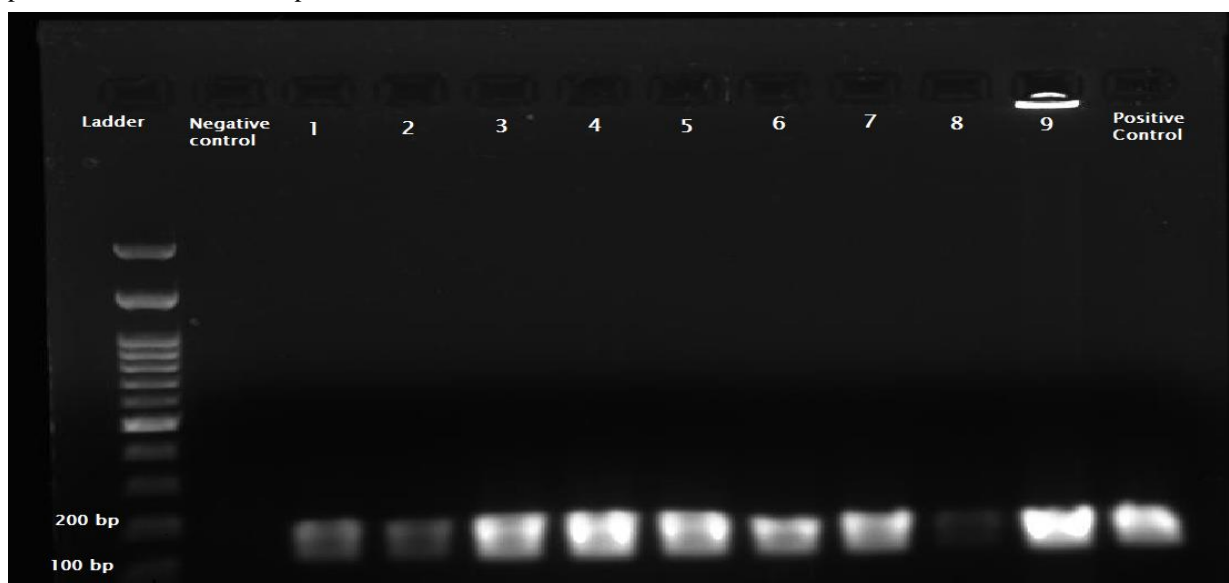 Ladder
Negative
control
1
2
3
4
5
6
7
8
9
Positive
Control
200 bp
100 bp